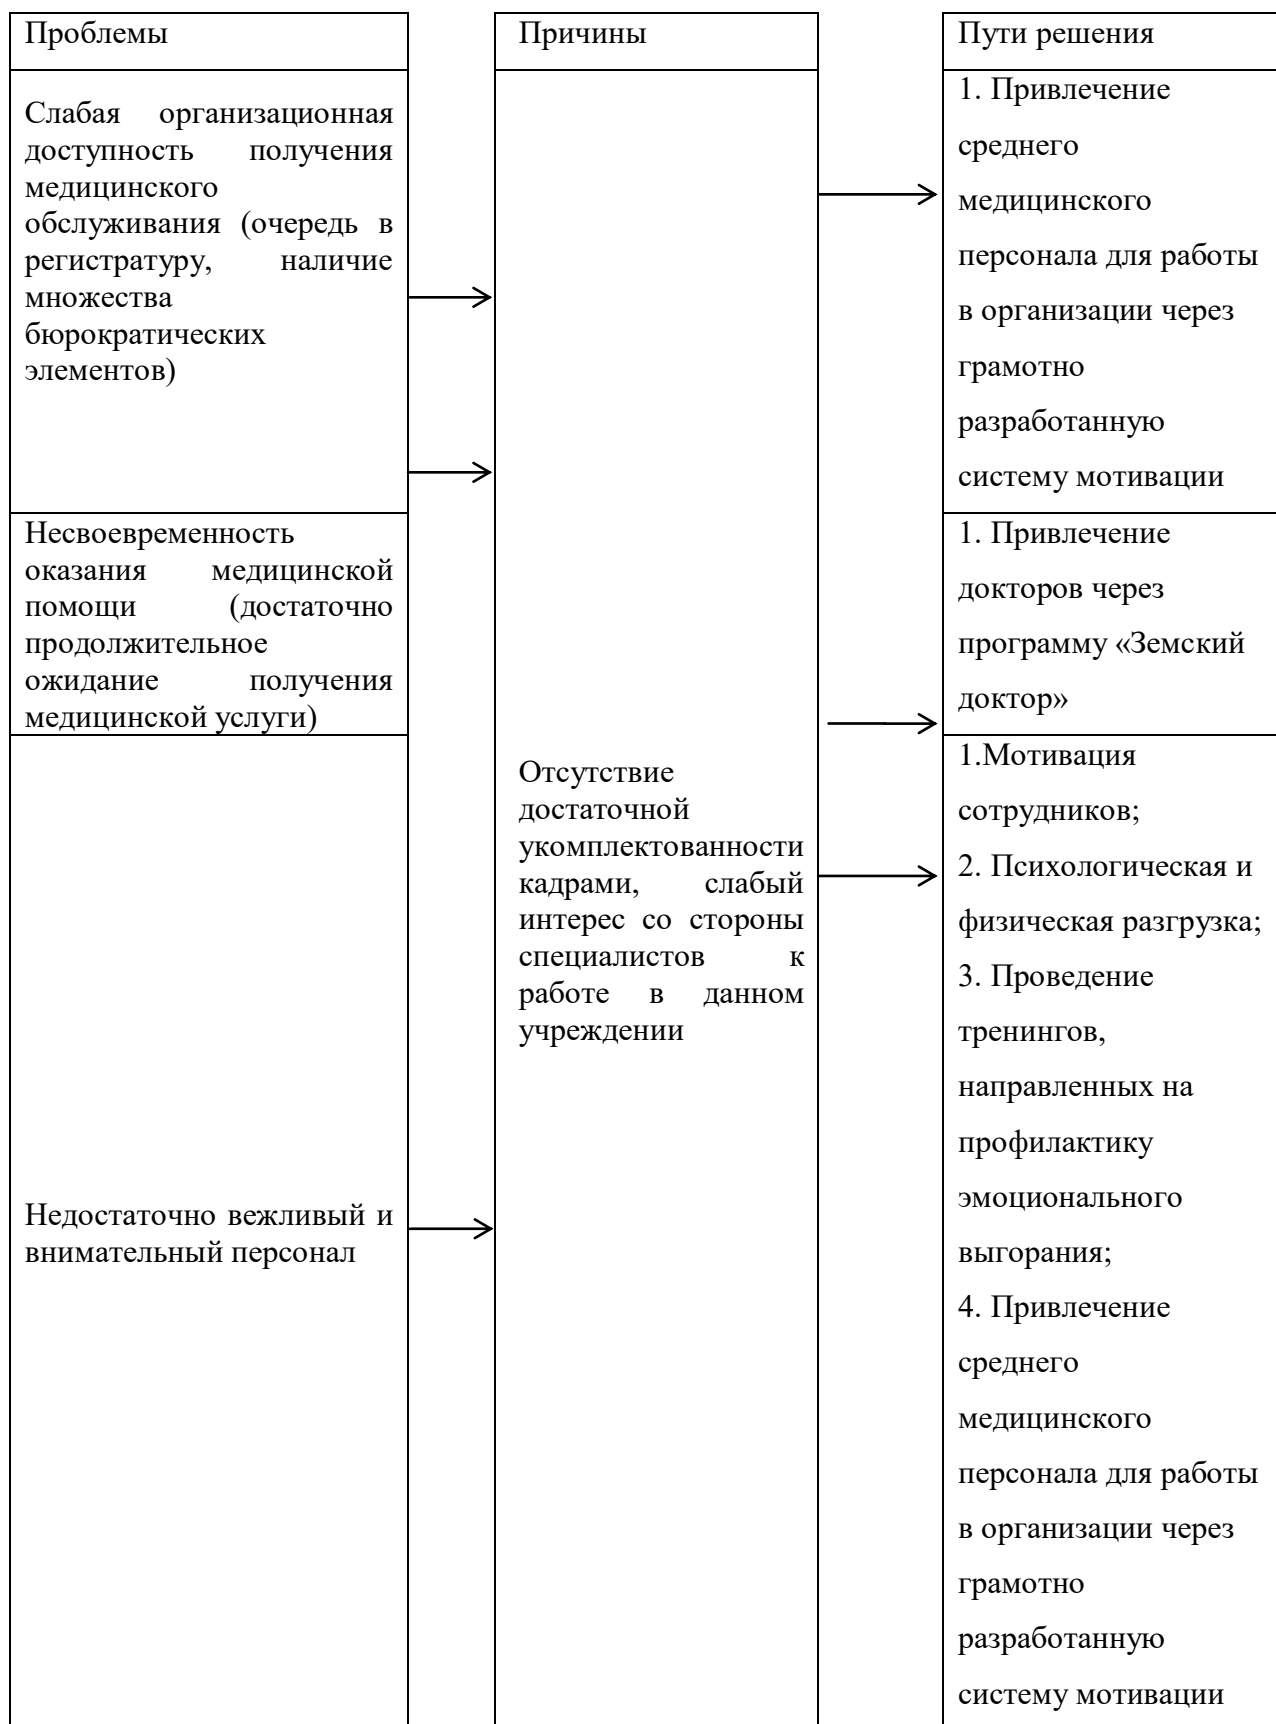 Проблемы
Слабая организационная
доступность получения
медицинского
обслуживания (очередь в
регистратуру, наличие
множества
бюрократических
элементов)
Несвоевременность
оказания медицинской
помощи (достаточно
продолжительное
ожидание получения
медицинской услуги)
Недостаточно вежливый и
внимательный персонал
Причины
Отсутствие
достаточной
укомплектованности
кадрами, слабый
интерес со стороны
специалистов к
работе в данном
учреждении
Пути решения
1. Привлечение
среднего
медицинского
персонала для работы
в организации через
грамотно
разработанную
систему мотивации
1. Привлечение
докторов через
программу «Земский
доктор»
1.Мотивация
сотрудников;
2. Психологическая и
физическая разгрузка;
3. Проведение
тренингов,
направленных на
профилактику
эмоционального
выгорания;
4. Привлечение
среднего
медицинского
персонала для работы
в организации через
грамотно
разработанную
систему мотивации